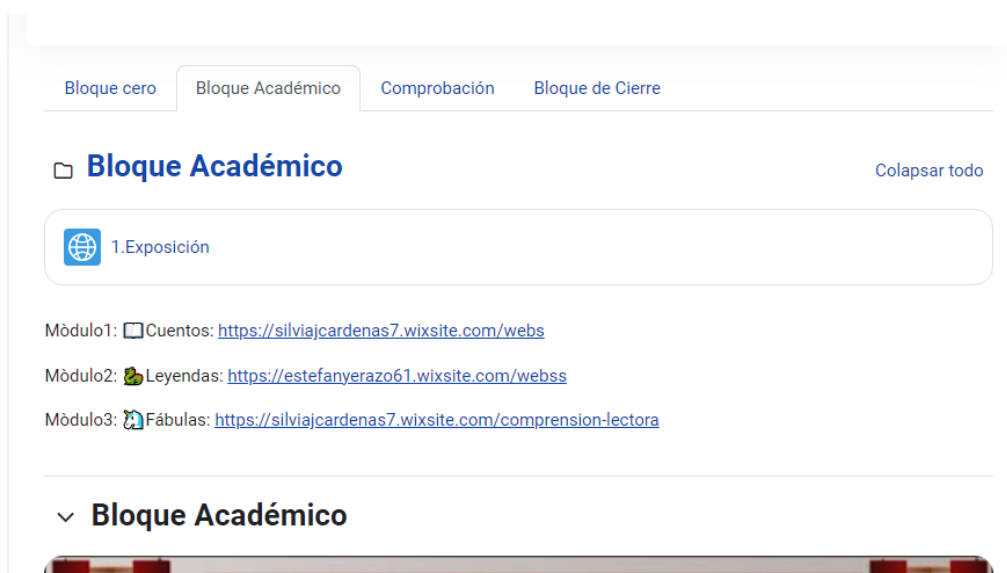 Bloque cero Bloque Académico Comprobación Bloque de Cierre
Bloque Académico
Colapsar todo
1.Exposición
Mòdulo1: 📖Cuentos: https://silviajcardenas7.wixsite.com/webs
Mòdulo2: 🐉Leyendas: https://estefanyerazo61.wixsite.com/webss
Mòdulo3: 🐴Fábulas: https://silviajcardenas7.wixsite.com/comprension-lectora
Bloque Académico